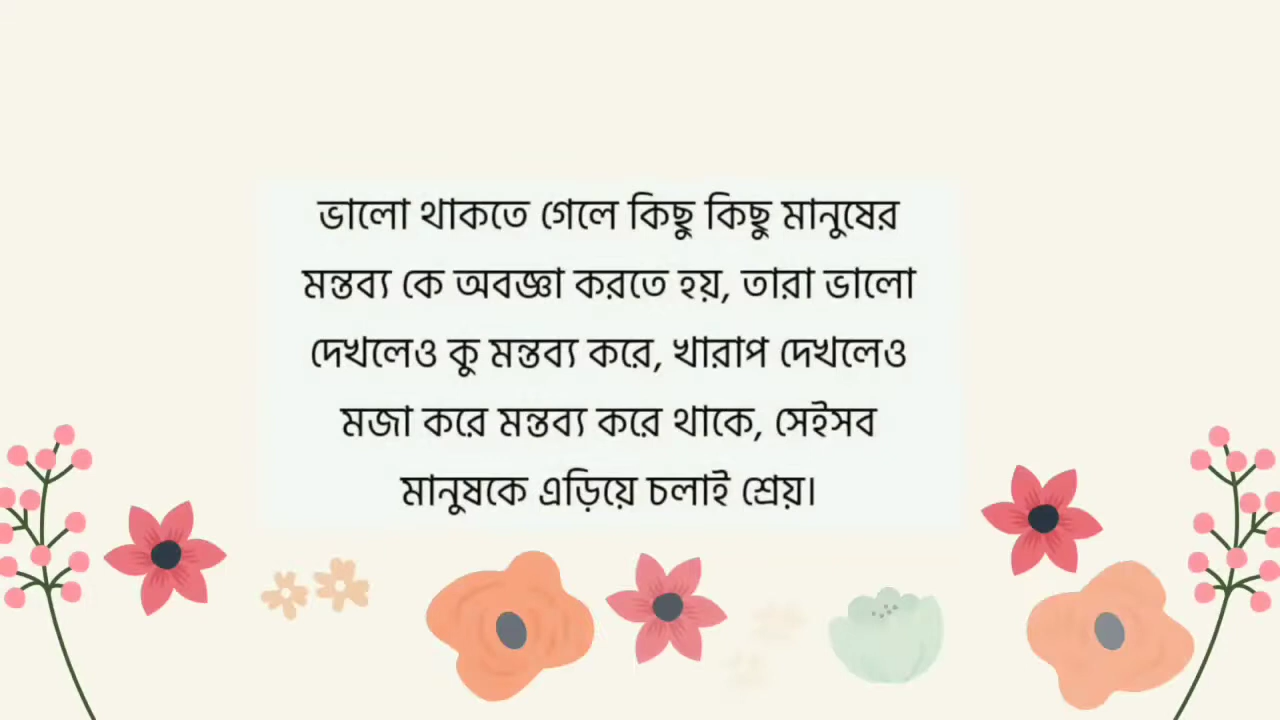 ভালো থাকতে গেলে কিছু কিছু মানুষের
মন্তব্য কে অবজ্ঞা করতে হয়, তারা ভালো
দেখলেও কু মন্তব্য করে, খারাপ দেখলেও
মজা করে মন্তব্য করে থাকে, সেইসব
মানুষকে এড়িয়ে চলাই শ্রেয়।